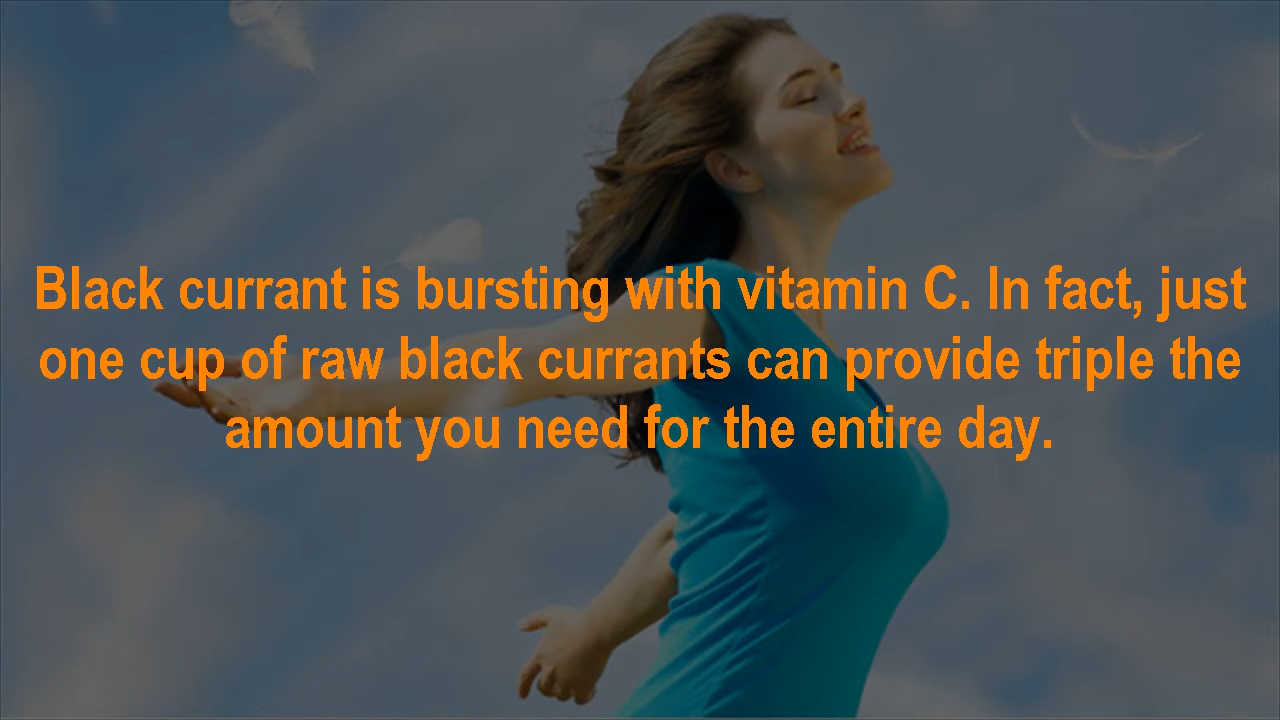 Black currant is bursting with vitamin C. In fact, just
one cup of raw black currants can provide triple the
amount you need for the entire day.